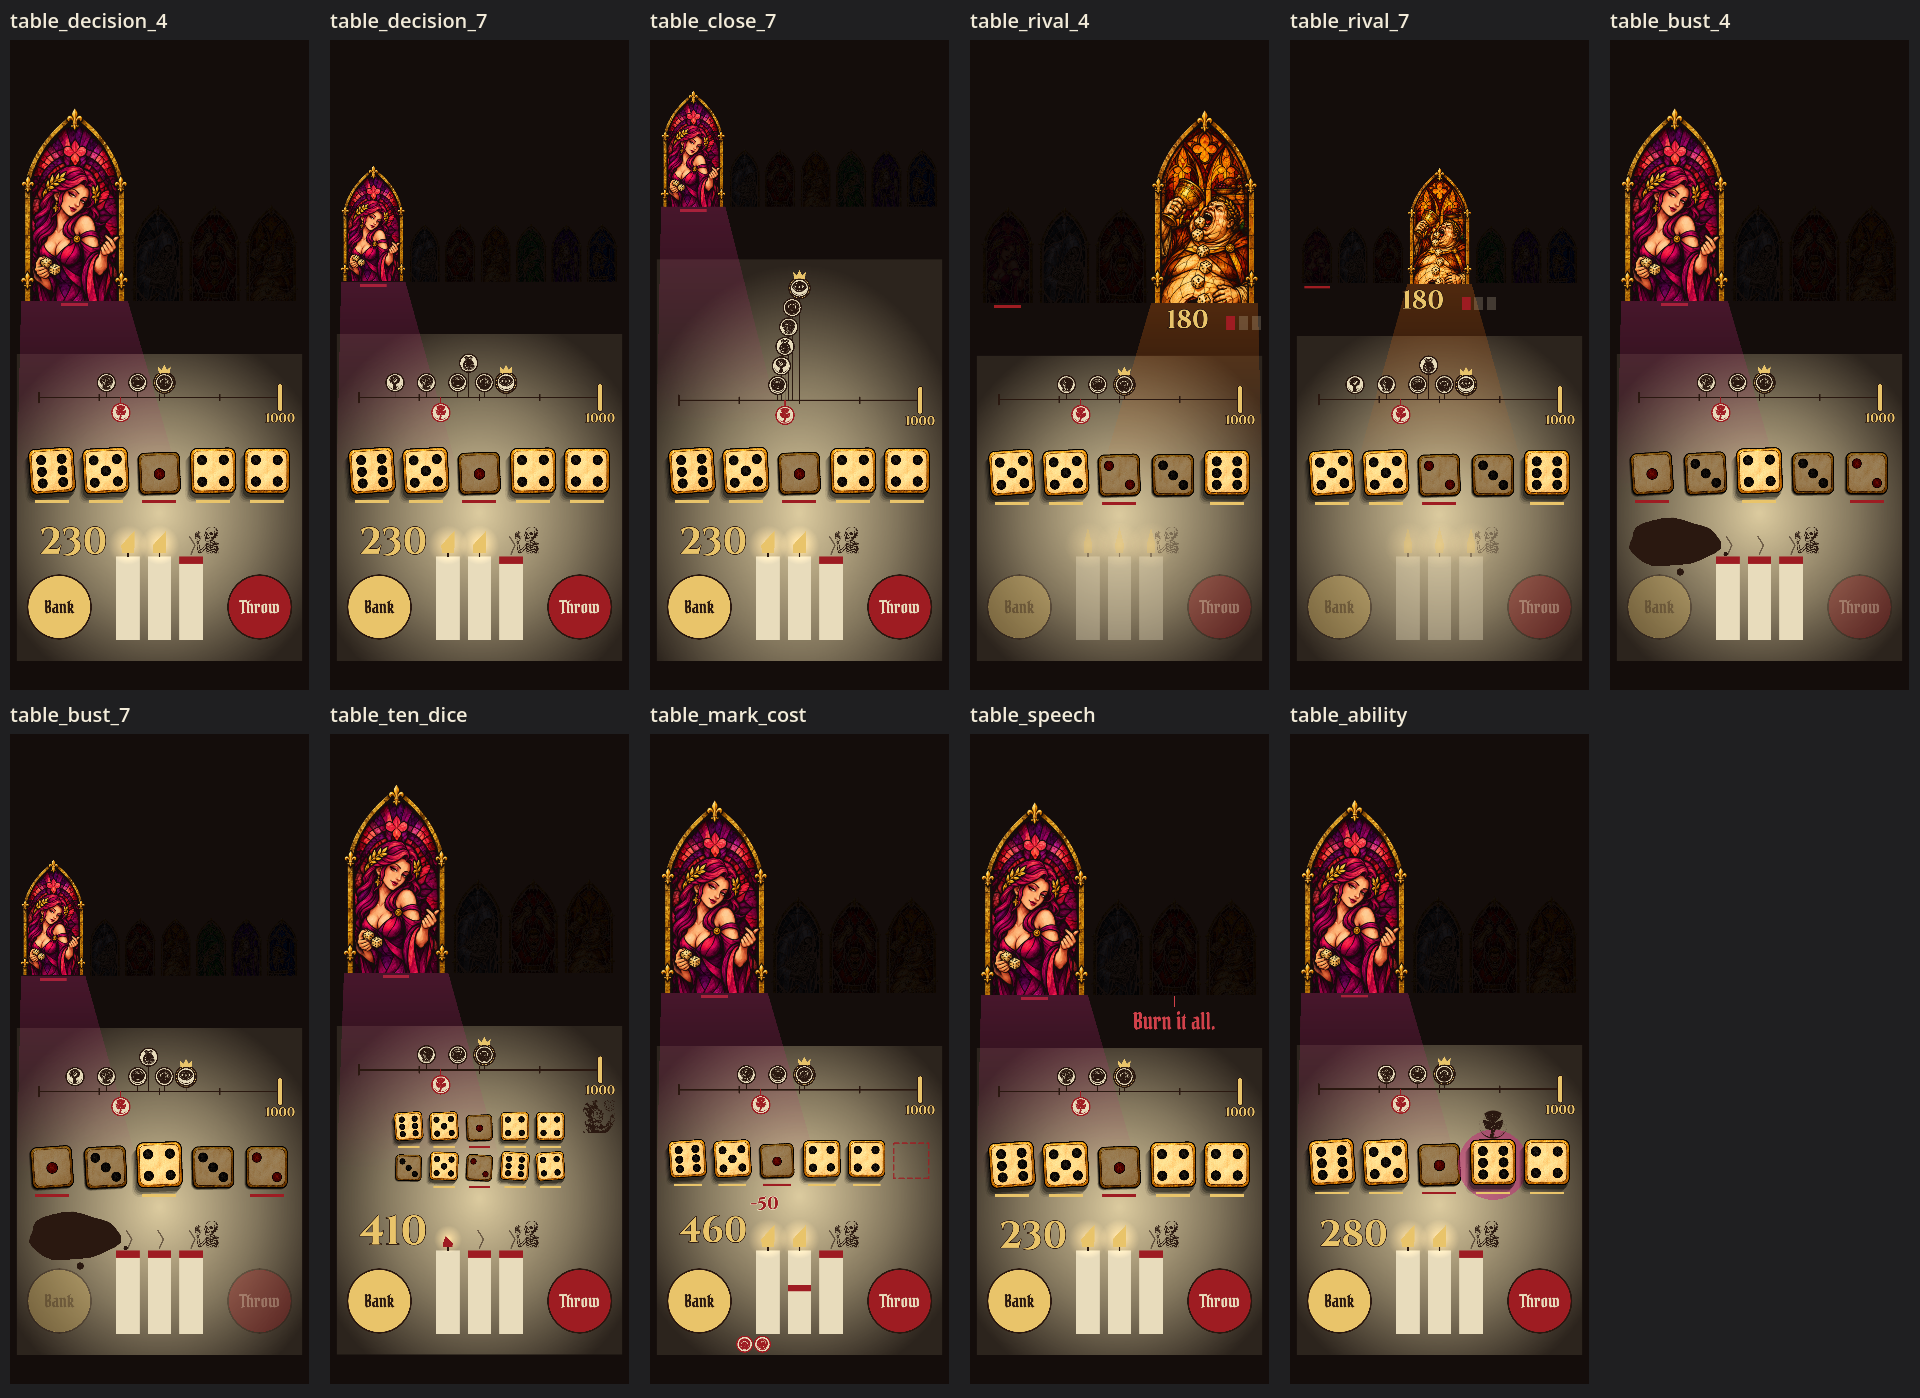 table_decision_4
1000
230
Bank
Throw
table_decision_7
1000
230
Bank
Throw
table_close_7
1000
230
Bank
Throw
table_rival_4
180
1000
Bank
Throw
table_rival_7
180
1000
Bank
Throw
table_bust_4
1000
Bank
Throw
table_bust_7
1000
Bank
Throw
table_ten_dice
1000
410
Bank
Throw
table_mark_cost
1000
-50
460
Bank
Throw
table_speech
Burn it all.
1000
230
Bank
Throw
table_ability
1000
280
Bank
Throw